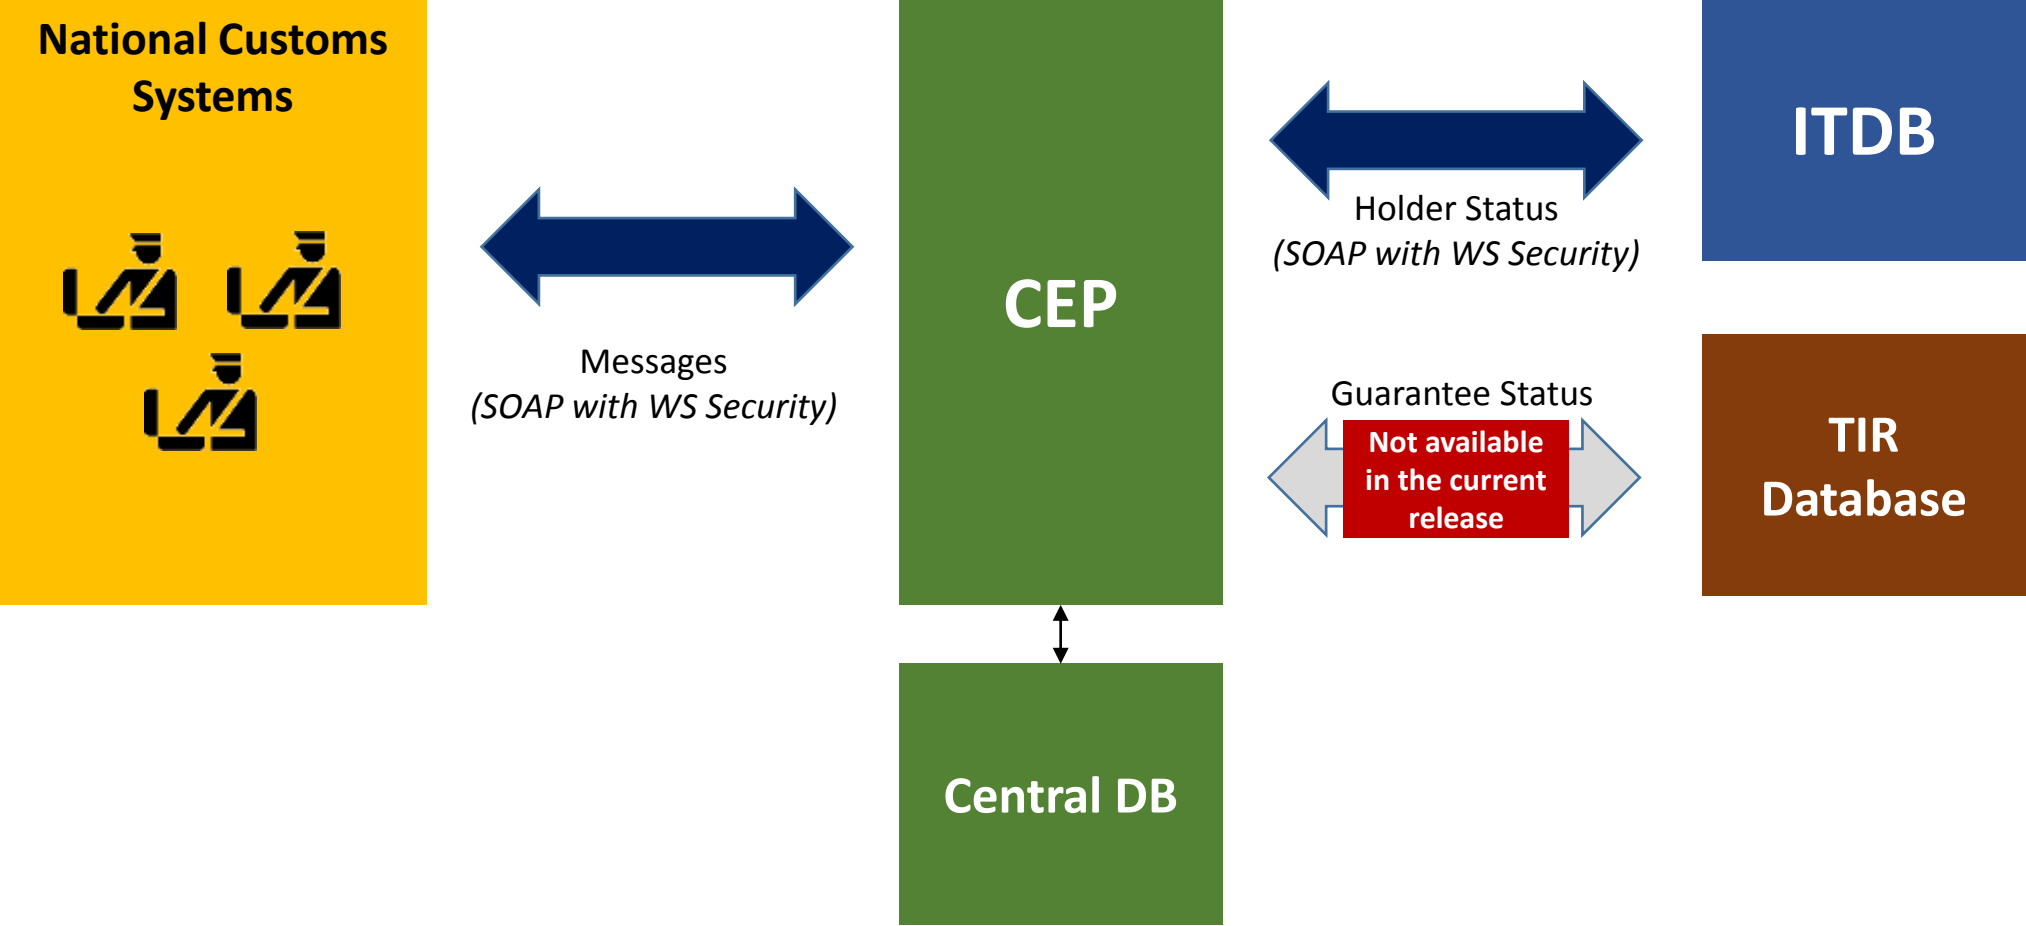 National Customs
Systems
Messages
(SOAP with WS Security)
CEP
Central DB
Holder Status
(SOAP with WS Security)
Guarantee Status
Not available
in the current
release
ITDB
TIR
Database